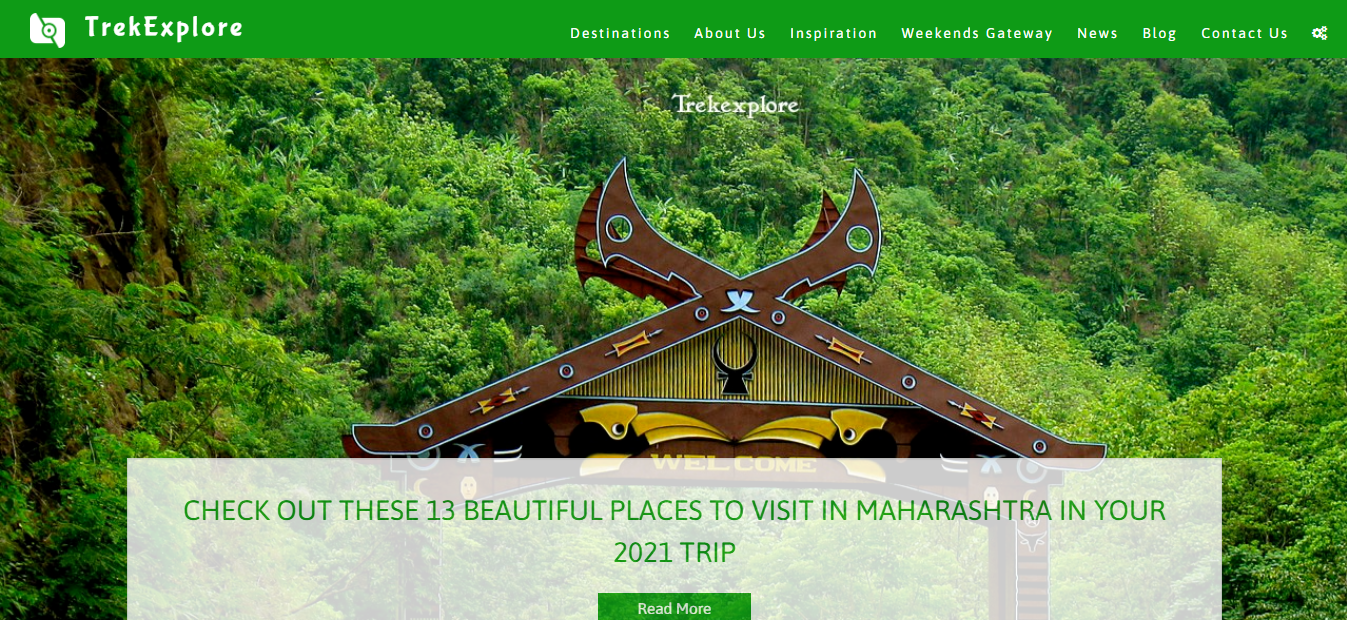 TrekExplore
Destinations About Us Inspiration Weekends Gateway News Blog Contact Us
Trekexplore
WELCOME
CHECK OUT THESE 13 BEAUTIFUL PLACES TO VISIT IN MAHARASHTRA IN YOUR
2021 TRIP
Read More